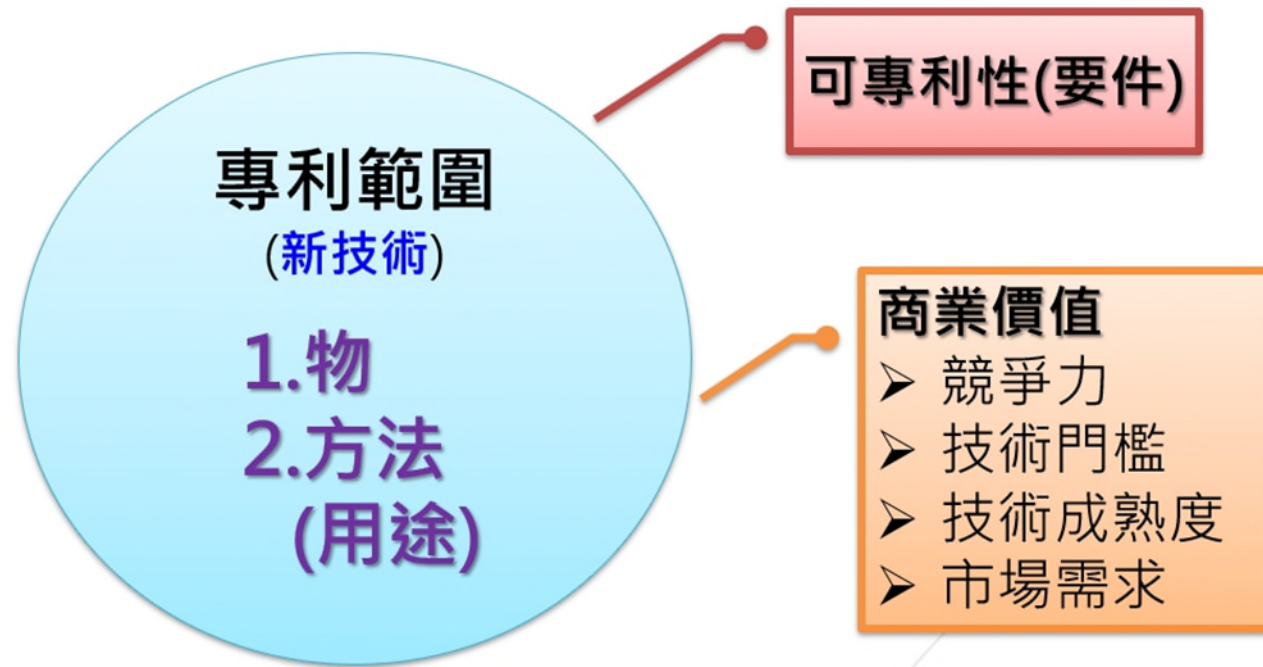 專利範圍
(新技術)
1.物
2.方法
(用途)
可專利性(要件)
商業價值
➢ 競爭力
➢ 技術門檻
➢ 技術成熟度
➢ 市場需求